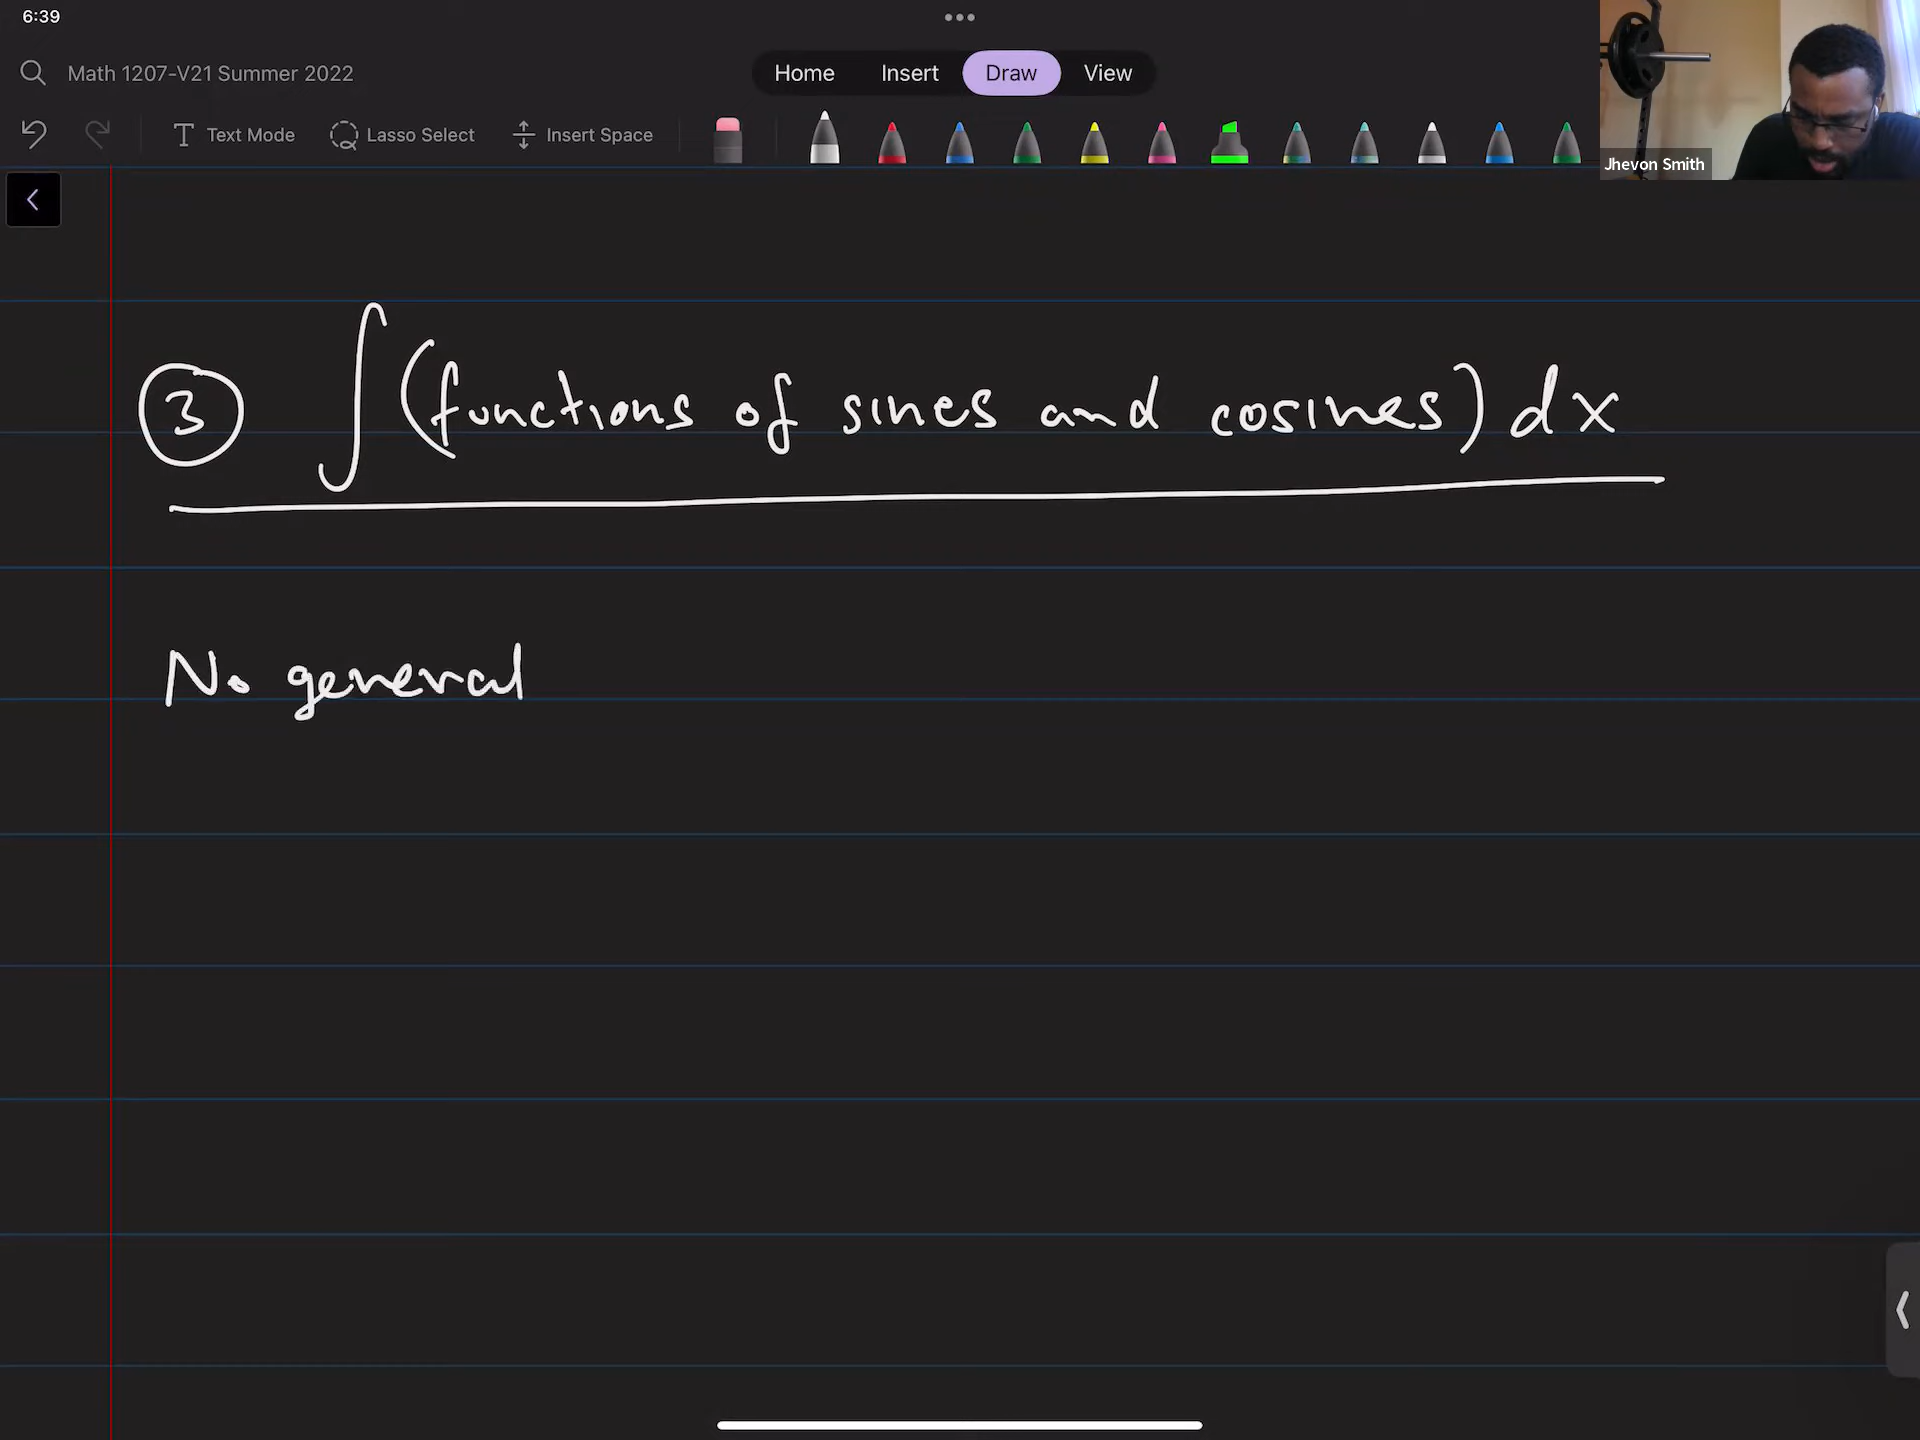 6:39
Math 1207-V21 Summer 2022
Home Insert Draw View
Text Mode Lasso Select Insert Space
Jhevon Smith
③ ∫(functions of sines and cosines) dx
No general